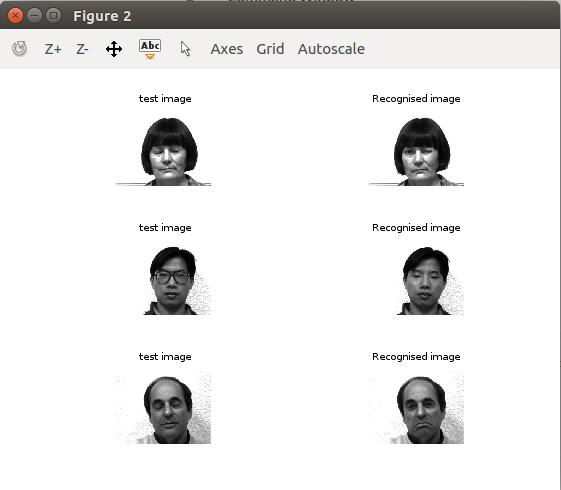 Figure 2
Z+ Z- Abc Axes Grid Autoscale
test image Recognised image
test image Recognised image
test image Recognised image